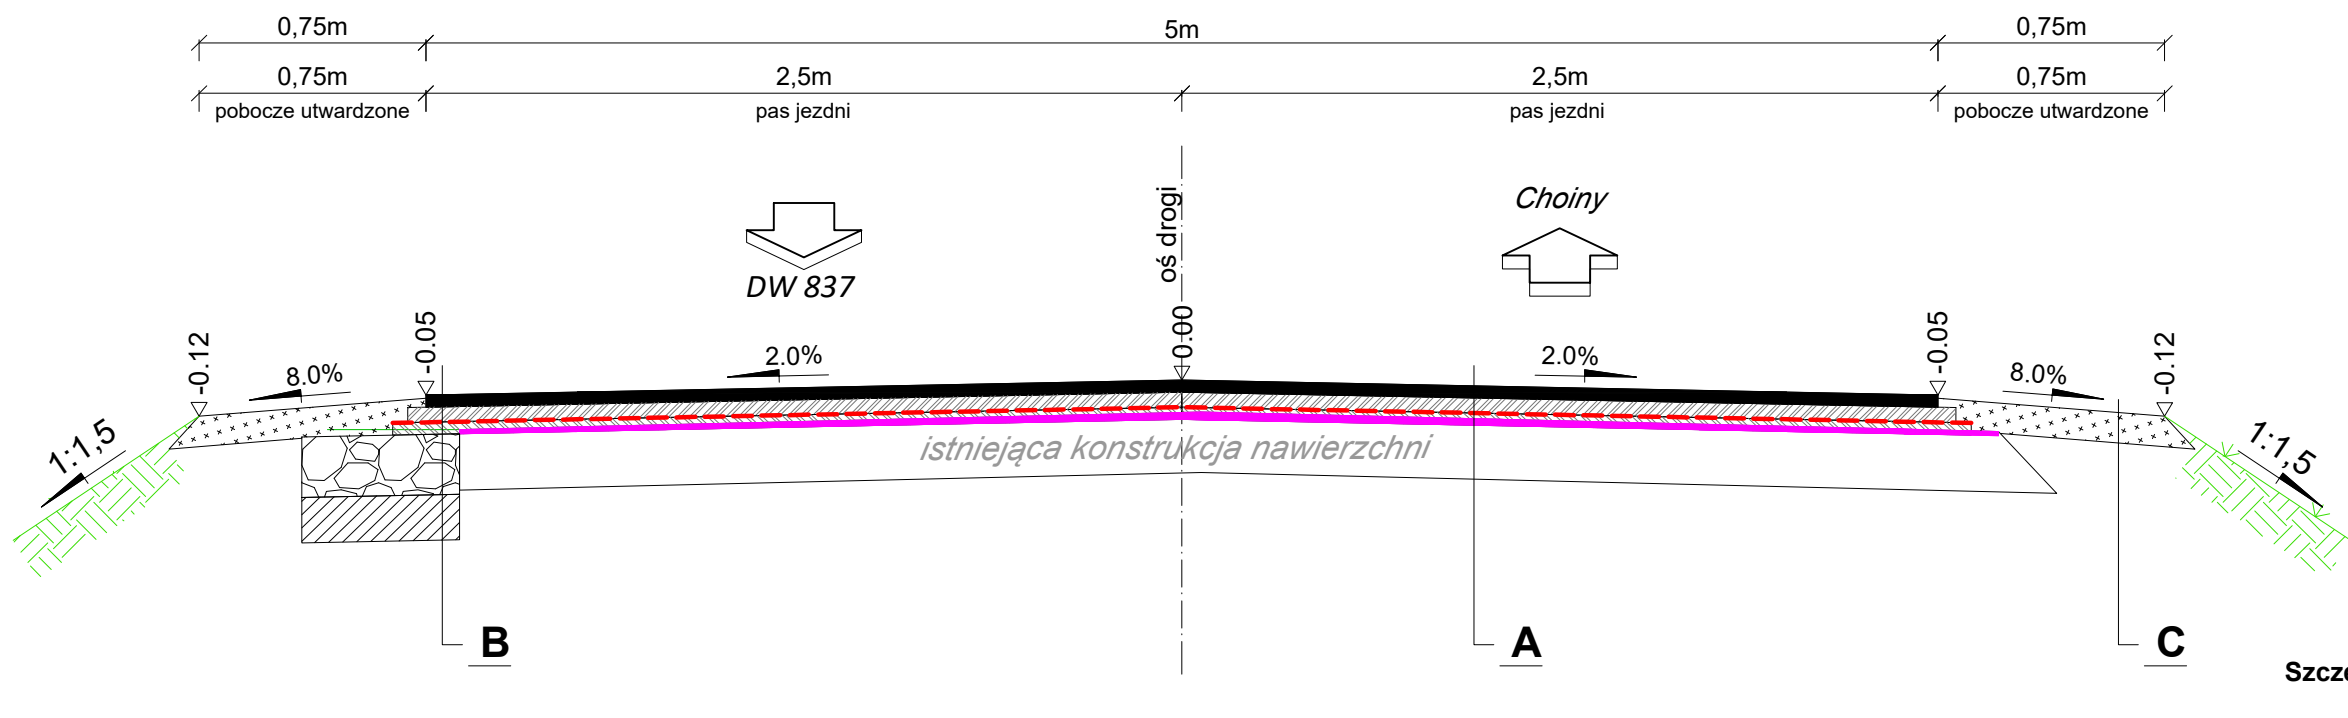 0,75m 5m 0,75m
0,75m 2,5m 2,5m 0,75m
pobocze utwardzone pas jezdni pas jezdni pobocze utwardzone
oś drogi
Choiny
DW 837
-0.12 -0.05 0.00 -0.05 -0.12
8.0% 2.0% 2.0% 8.0%
1:1,5 1:1,5
istniejąca konstrukcja nawierzchni
B A C